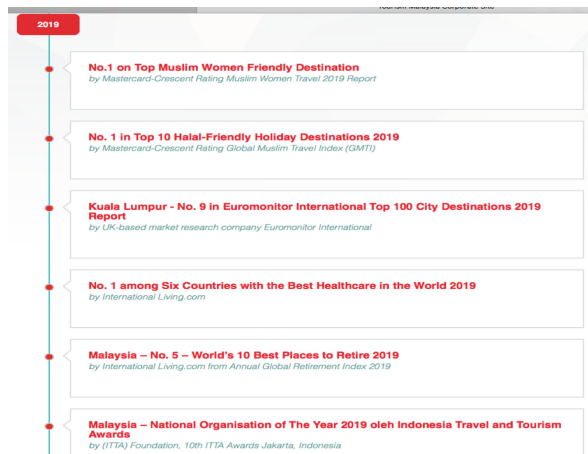 Tourism Malaysia Corporate Site
2019
No.1 on Top Muslim Women Friendly Destination
by Mastercard-Crescent Rating Muslim Women Travel 2019 Report
No. 1 in Top 10 Halal-Friendly Holiday Destinations 2019
by Mastercard-Crescent Rating Global Muslim Travel Index (GMTI)
Kuala Lumpur - No. 9 in Euromonitor International Top 100 City Destinations 2019
Report
by UK-based market research company Euromonitor International
No. 1 among Six Countries with the Best Healthcare in the World 2019
by International Living.com
Malaysia – No. 5 – World's 10 Best Places to Retire 2019
by International Living.com from Annual Global Retirement Index 2019
Malaysia – National Organisation of The Year 2019 oleh Indonesia Travel and Tourism
Awards
by (ITTA) Foundation, 10th ITTA Awards Jakarta, Indonesia